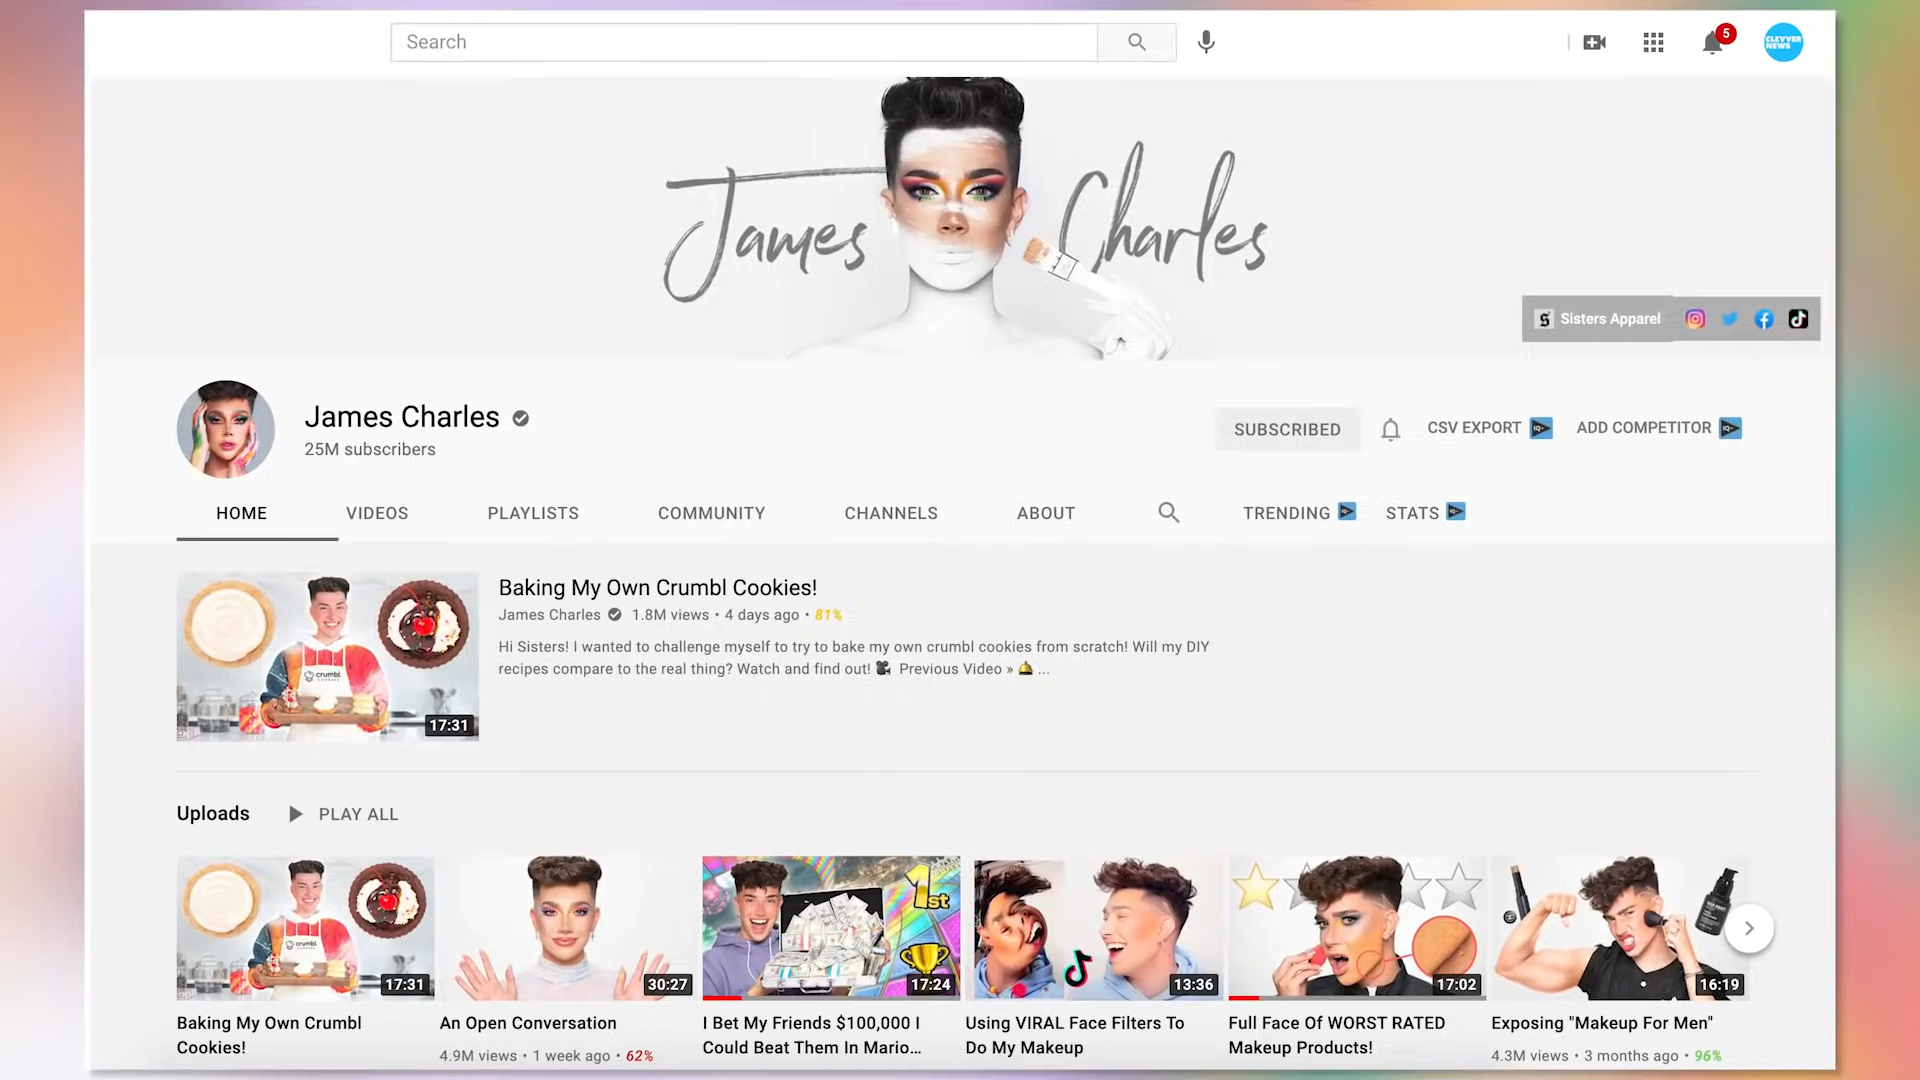 Search
5
CLEVVER
NEWS
James Charles
Sisters Apparel
James Charles
25M subscribers
SUBSCRIBED
CSV EXPORT
ADD COMPETITOR
HOME
VIDEOS
PLAYLISTS
COMMUNITY
CHANNELS
ABOUT
TRENDING
STATS
crumbl
17:31
Baking My Own Crumbl Cookies!
James Charles 1.8M views • 4 days ago • 81%
Hi Sisters! I wanted to challenge myself to try to bake my own crumbl cookies from scratch! Will my DIY
recipes compare to the real thing? Watch and find out! Previous Video » ...
Uploads
PLAY ALL
crumbl
17:31
30:27
1st
17:24
13:36
17:02
16:19
Baking My Own Crumbl
Cookies!
An Open Conversation
4.9M views • 1 week ago • 62%
I Bet My Friends $100,000 I
Could Beat Them In Mario...
Using VIRAL Face Filters To
Do My Makeup
Full Face Of WORST RATED
Makeup Products!
Exposing "Makeup For Men"
4.3M views • 3 months ago • 96%